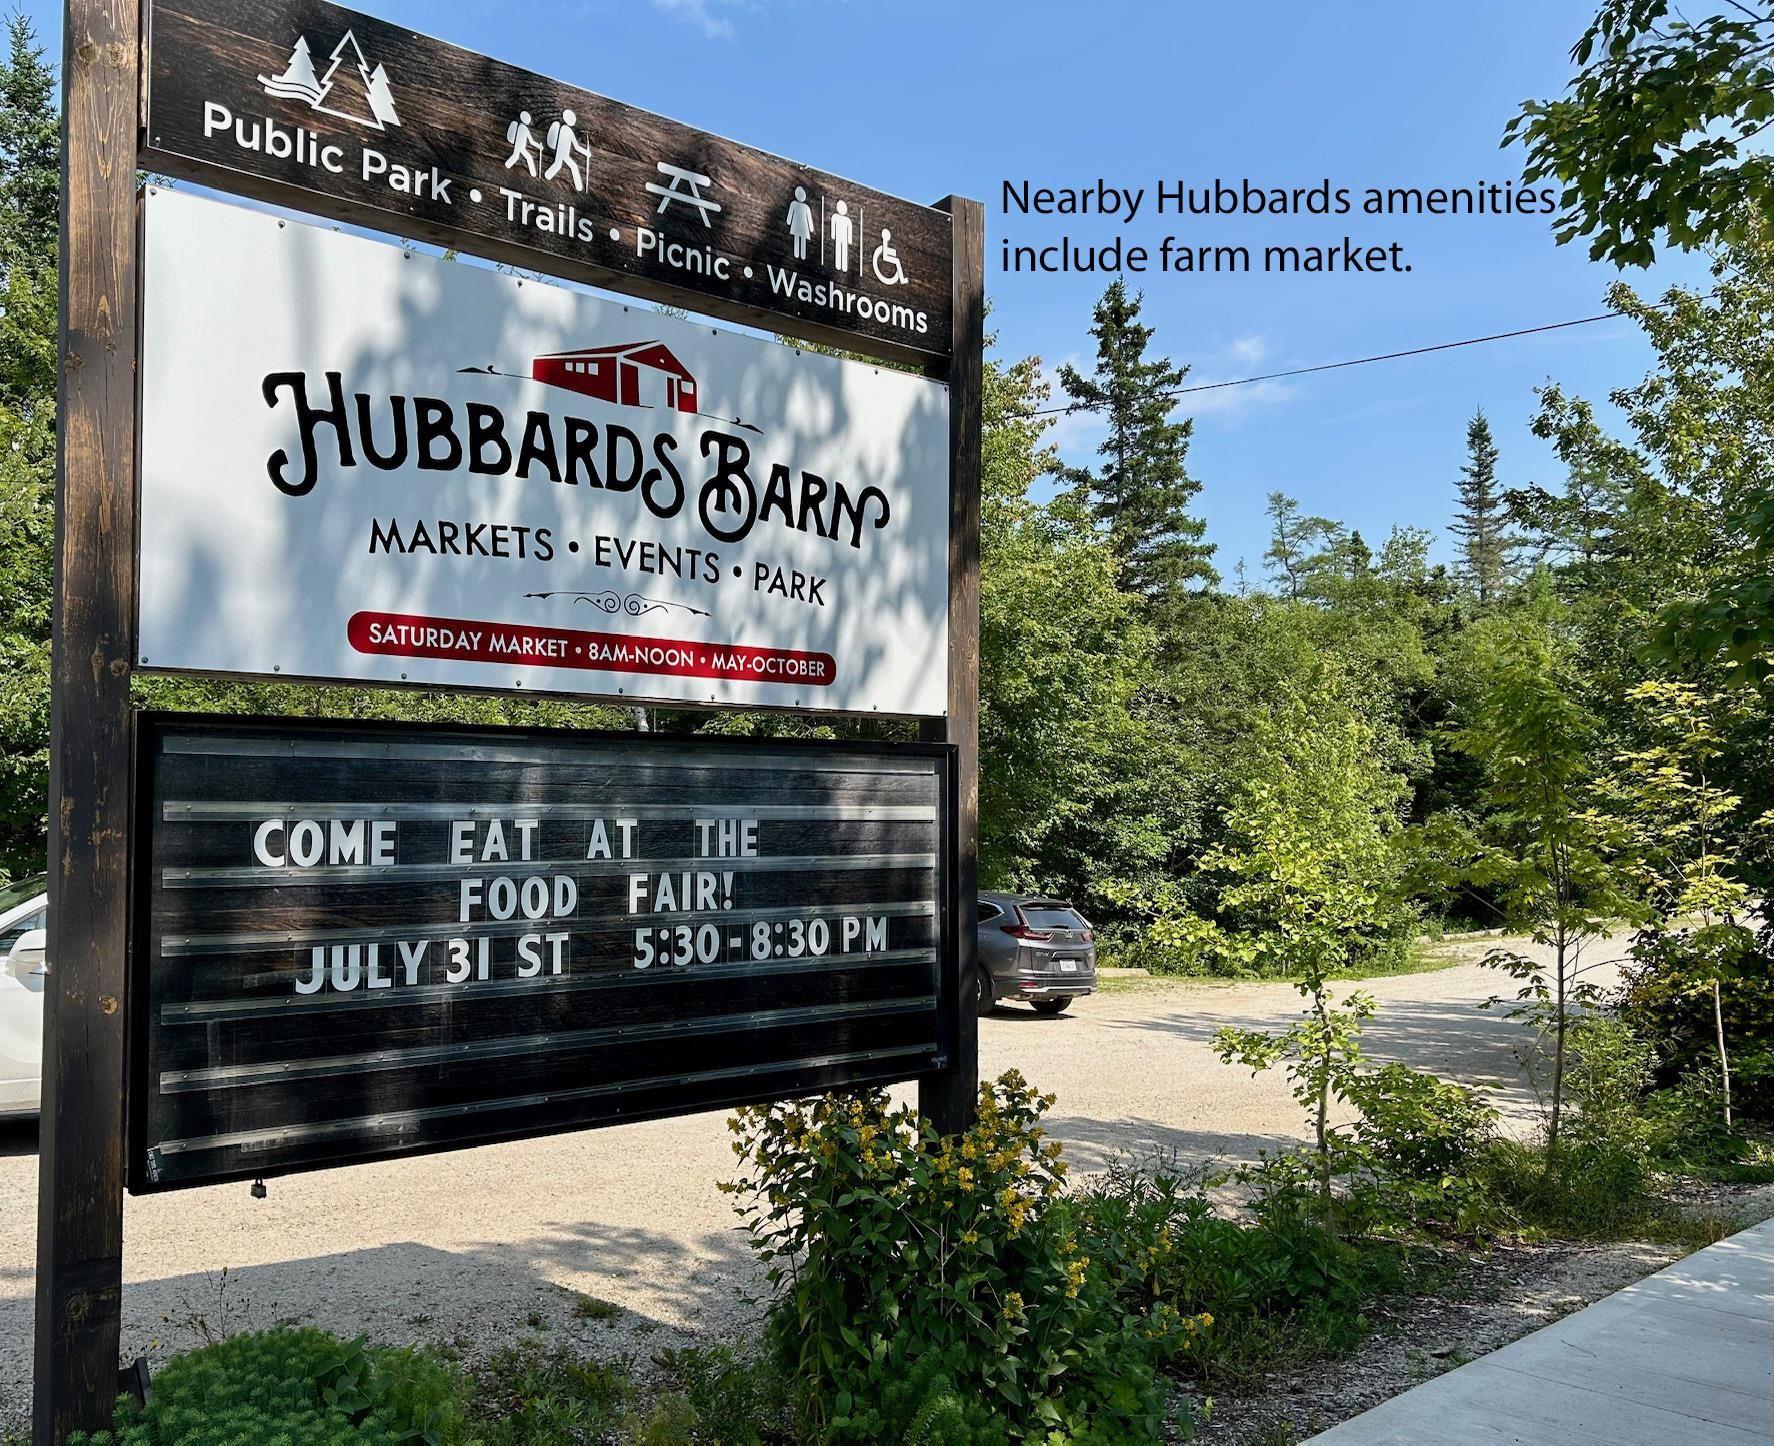 Public Park • Trails • Picnic • Washrooms
Nearby Hubbards amenities
include farm market.
HUBBARDS BARN
MARKETS • EVENTS • PARK
SATURDAY MARKET • 8AM-NOON • MAY-OCTOBER
COME EAT AT THE
FOOD FAIR!
JULY 31 ST 5:30-8:30 PM